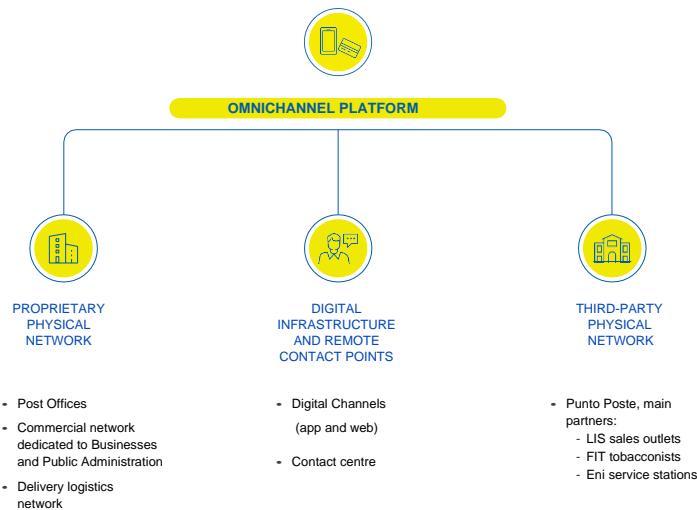 OMNICHANNEL PLATFORM
PROPRIETARY
PHYSICAL
NETWORK
• Post Offices
• Commercial network
dedicated to Businesses
and Public Administration
• Delivery logistics
network
DIGITAL
INFRASTRUCTURE
AND REMOTE
CONTACT POINTS
• Digital Channels
(app and web)
• Contact centre
THIRD-PARTY
PHYSICAL
NETWORK
• Punto Poste, main
partners:
- LIS sales outlets
- FIT tobacconists
- Eni service stations